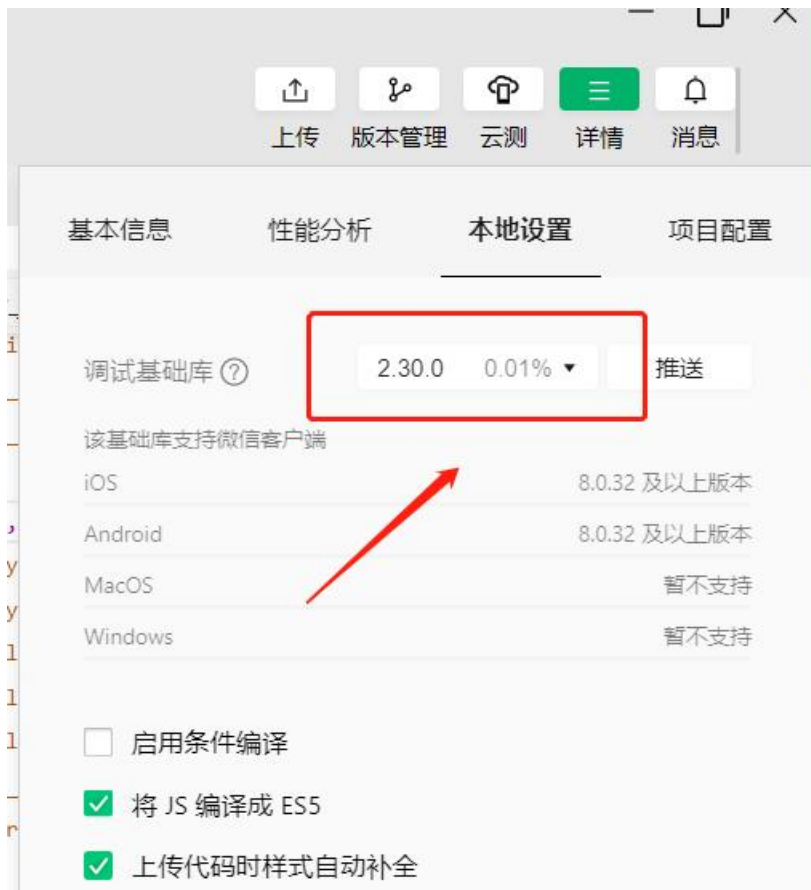 上传 版本管理 云测 详情 消息
基本信息 性能分析 本地设置 项目配置
调试基础库 ? 2.30.0 0.01% 推送
该基础库支持微信客户端
iOS 8.0.32 及以上版本
Android 8.0.32 及以上版本
MacOS 暂不支持
Windows 暂不支持
启用条件编译
将 JS 编译成 ES5
上传代码时样式自动补全